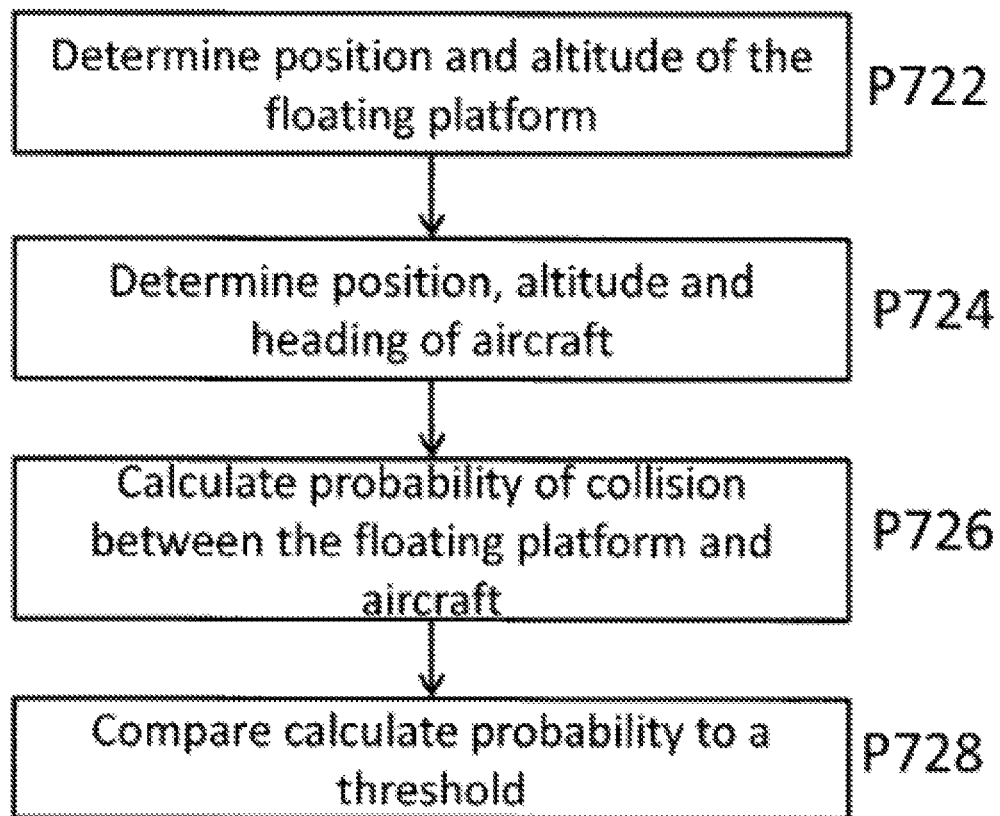 Determine position and altitude of the
floating platform
P722
Determine position, altitude and
heading of aircraft
P724
Calculate probability of collision
between the floating platform and
aircraft
P726
Compare calculate probability to a
threshold
P728